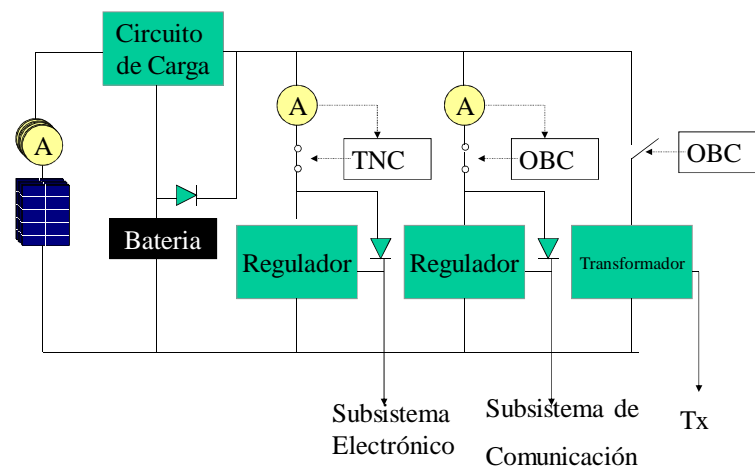 Circuito
de Carga
A
A
A
TNC
OBC
OBC
Bateria
Regulador
Regulador
Transformador
Subsistema
Electrónico
Subsistema de
Comunicación
Tx